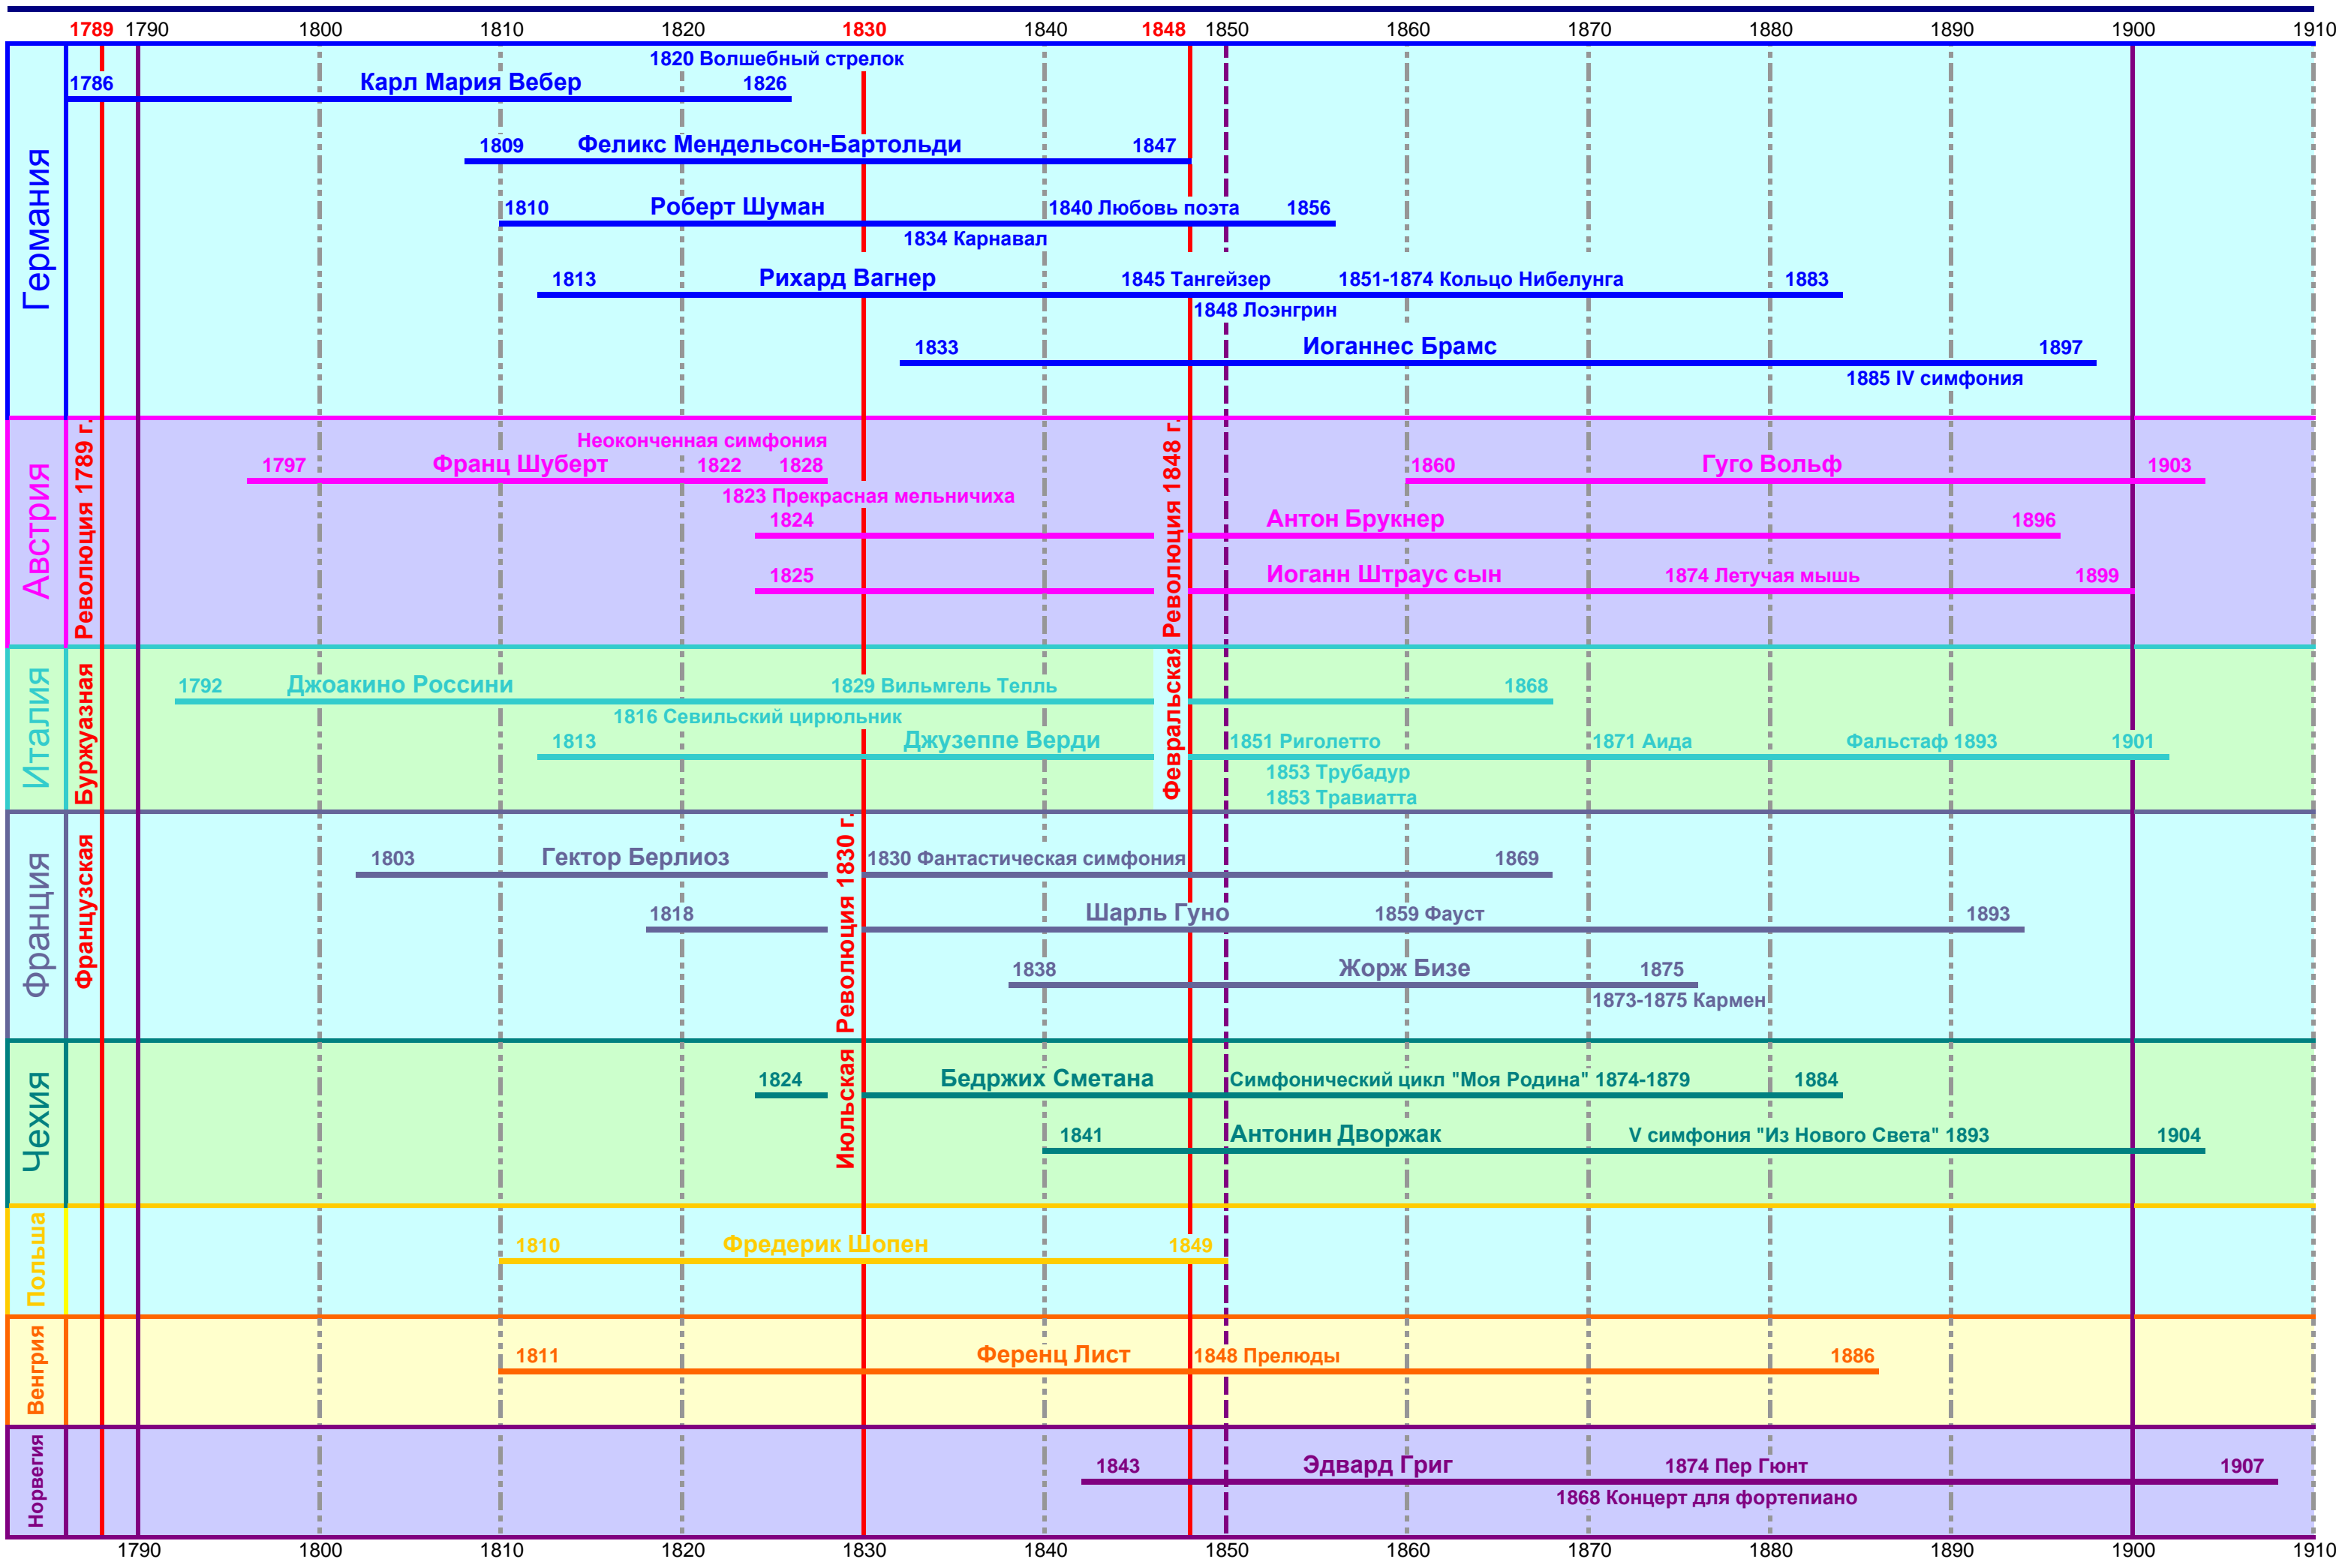 1789 1790 1800 1810 1820 1830 1840 1848 1850 1860 1870 1880 1890 1900 1910
Германия
1820 Волшебный стрелок
1786 Карл Мария Вебер 1826
1809 Феликс Мендельсон-Бартольди 1847
1810 Роберт Шуман 1840 Любовь поэта 1856
1834 Карнавал
1813 Рихард Вагнер 1845 Тангейзер 1851-1874 Кольцо Нибелунга 1883
1848 Лоэнгрин
1833 Иоганнес Брамс 1897
1885 IV симфония
Австрия
Неоконченная симфония
1797 Франц Шуберт 1822 1828 1860 Гуго Вольф 1903
1823 Прекрасная мельничиха
1824 Антон Брукнер 1896
1825 Иоганн Штраус сын 1874 Летучая мышь 1899
Французская Буржуазная Революция 1789 г.
Февральская Революция 1848 г.
Италия
1792 Джоакино Россини 1829 Вильмгель Телль 1868
1816 Севильский цирюльник
1813 Джузеппе Верди 1851 Риголетто 1871 Аида Фальстаф 1893 1901
1853 Трубадур
1853 Травиатта
Франция
1803 Гектор Берлиоз 1830 Фантастическая симфония 1869
1818 Шарль Гуно 1859 Фауст 1893
1838 Жорж Бизе 1875
1873-1875 Кармен
Июльская Революция 1830 г.
Чехия
1824 Бедржих Сметана Симфонический цикл "Моя Родина" 1874-1879 1884
1841 Антонин Дворжак V симфония "Из Нового Света" 1893 1904
Польша
1810 Фредерик Шопен 1849
Венгрия
1811 Ференц Лист 1848 Прелюды 1886
Норвегия
1843 Эдвард Григ 1874 Пер Гюнт 1907
1868 Концерт для фортепиано
1790 1800 1810 1820 1830 1840 1850 1860 1870 1880 1890 1900 1910